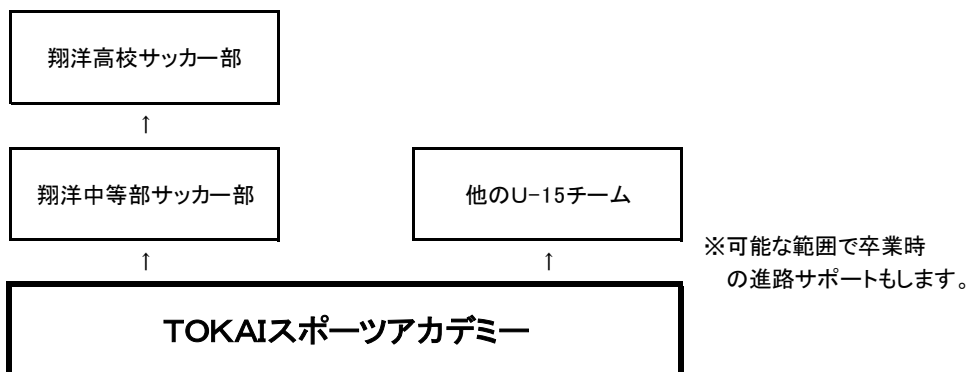 翔洋高校サッカー部
↑
翔洋中等部サッカー部
他のU-15チーム
↑
↑
※可能な範囲で卒業時
の進路サポートもします。
TOKAIスポーツアカデミー